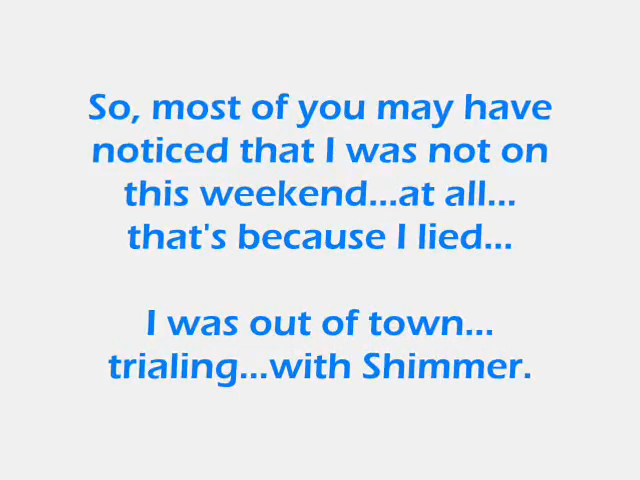 So, most of you may have
noticed that I was not on
this weekend...at all...
that's because I lied...
I was out of town...
trialing...with Shimmer.